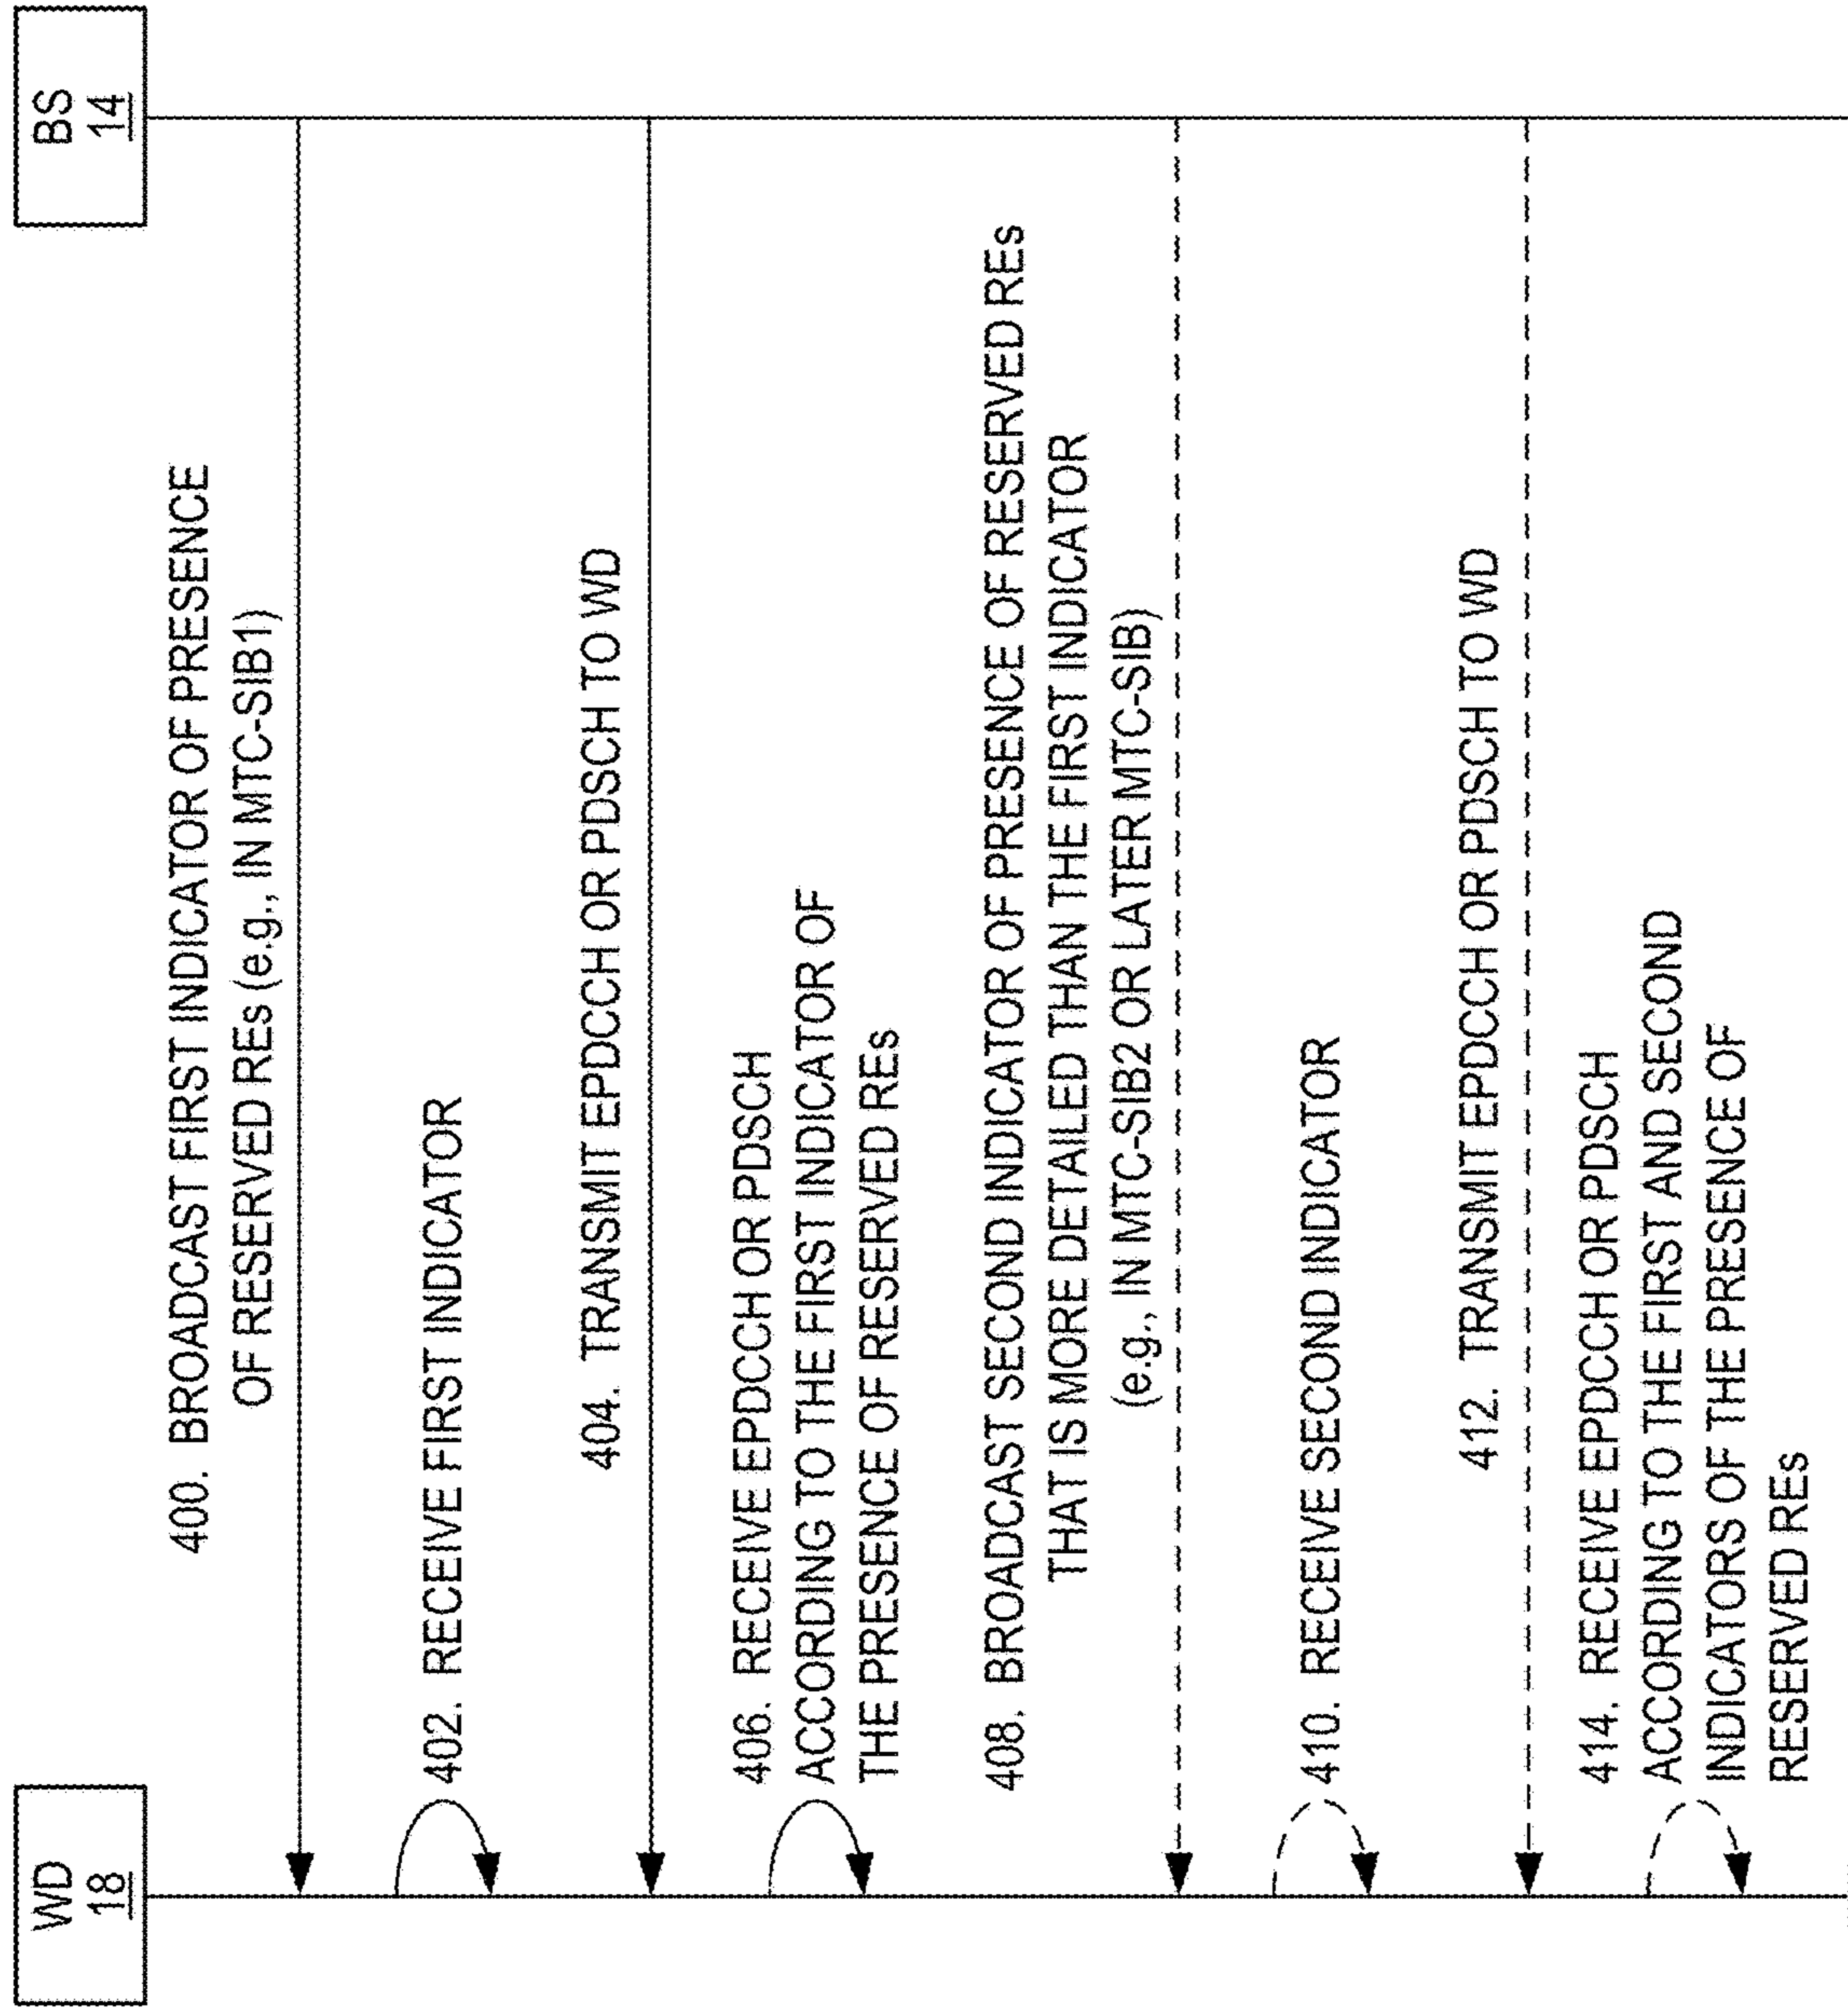 WD
18
BS
14
400. BROADCAST FIRST INDICATOR OF PRESENCE
OF RESERVED REs (e.g., IN MTC-SIB1)
402. RECEIVE FIRST INDICATOR
404. TRANSMIT EPDCCH OR PDSCH TO WD
406. RECEIVE EPDCCH OR PDSCH
ACCORDING TO THE FIRST INDICATOR OF
THE PRESENCE OF RESERVED REs
408. BROADCAST SECOND INDICATOR OF PRESENCE OF RESERVED REs
THAT IS MORE DETAILED THAN THE FIRST INDICATOR
(e.g., IN MTC-SIB2 OR LATER MTC-SIB)
410. RECEIVE SECOND INDICATOR
412. TRANSMIT EPDCCH OR PDSCH TO WD
414. RECEIVE EPDCCH OR PDSCH
ACCORDING TO THE FIRST AND SECOND
INDICATORS OF THE PRESENCE OF
RESERVED REs